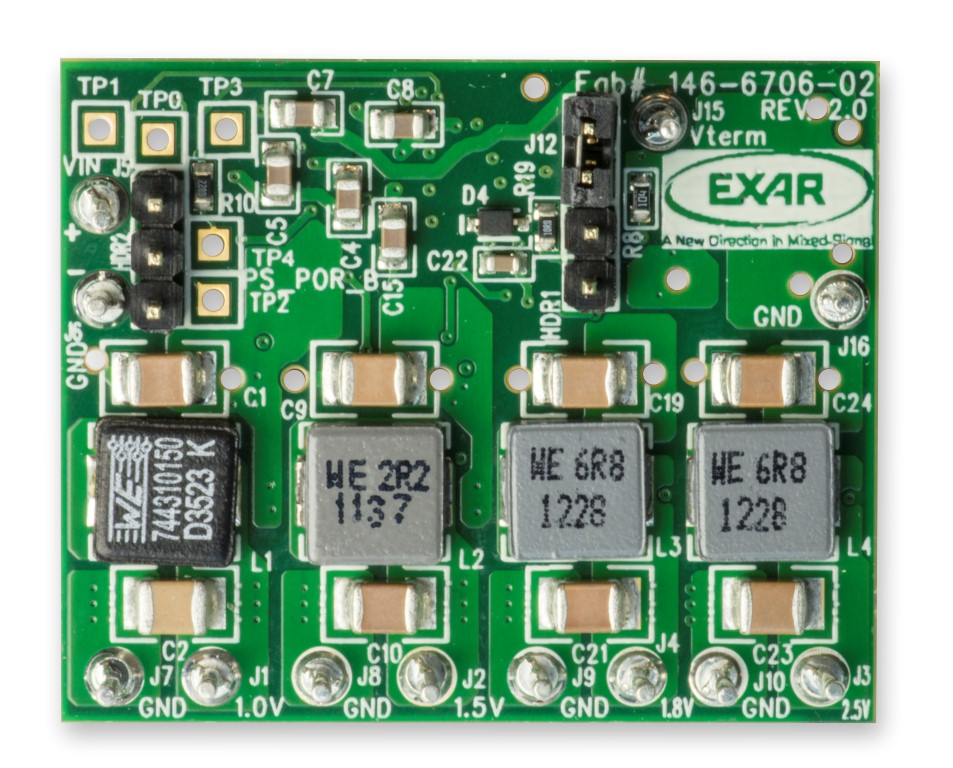 TP1
TP0
TP3
C7
C8
146-6706-02
REV. 2.0
J15
Vterm
J12
VIN
J5
R10
C5
C4
C15
D4
R19
R8
C22
EXAR
A New Direction in Mixed-Signal
+
HDR2
TP4
PS_POR_B
TP2
-
GND
HDR1
GND
J16
C1
C9
C19
C24
WE
744310150
D3523 K
WE 2R2
1137
WE 6R8
1228
WE 6R8
1228
L1
L2
L3
L4
C2
C10
C21
C23
J7
J1
J8
J2
J9
J4
J10
J3
GND
1.0V
GND
1.5V
GND
1.8V
GND
2.5V